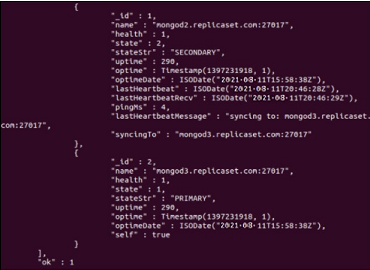 {
"_id" : 1,
"name" : "mongod2.replicaset.com:27017",
"health" : 1,
"state" : 2,
"stateStr" : "SECONDARY",
"uptime" : 290,
"optime" : Timestamp(1397231918, 1),
"optimeDate" : ISODate("2021-08-11T15:58:38Z"),
"lastHeartbeat" : ISODate("2021-08-11T20:46:28Z"),
"lastHeartbeatRecv" : ISODate("2021-08-11T20:46:29Z"),
"pingMs" : 4,
"lastHeartbeatMessage" : "syncing to: mongod3.replicaset.
com:27017",
"syncingTo" : "mongod3.replicaset.com:27017"
},
{
"_id" : 2,
"name" : "mongod3.replicaset.com:27017",
"health" : 1,
"state" : 1,
"stateStr" : "PRIMARY",
"uptime" : 290,
"optime" : Timestamp(1397231918, 1),
"optimeDate" : ISODate("2021-08-11T15:58:38Z"),
"self" : true
}
],
"ok" : 1